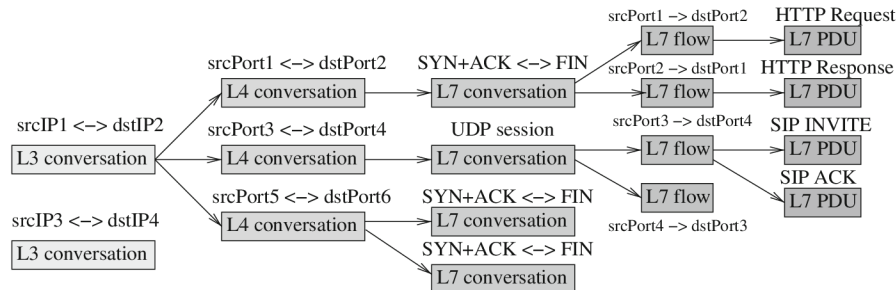 srcPort1 -> dstPort2
HTTP Request
L7 flow
L7 PDU
srcPort1 <-> dstPort2
SYN+ACK <-> FIN
srcPort2 -> dstPort1
HTTP Response
L4 conversation
L7 conversation
L7 flow
L7 PDU
srcIP1 <-> dstIP2
srcPort3 <-> dstPort4
UDP session
srcPort3 -> dstPort4
SIP INVITE
L3 conversation
L4 conversation
L7 conversation
L7 flow
L7 PDU
SIP ACK
srcPort5 <-> dstPort6
SYN+ACK <-> FIN
L7 flow
L7 PDU
srcIP3 <-> dstIP4
L4 conversation
L7 conversation
srcPort4 -> dstPort3
L3 conversation
SYN+ACK <-> FIN
L7 conversation